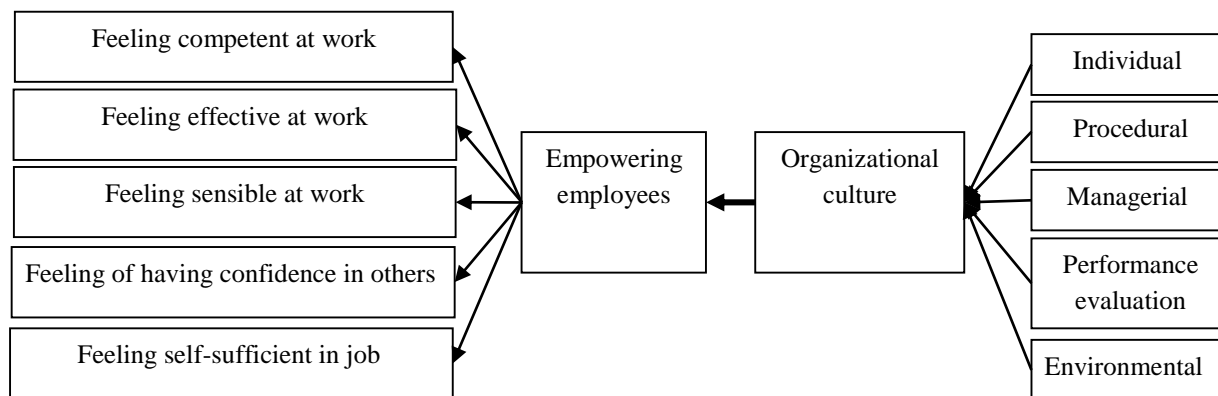 Feeling competent at work
Feeling effective at work
Feeling sensible at work
Feeling of having confidence in others
Feeling self-sufficient in job
Empowering
employees
Organizational
culture
Individual
Procedural
Managerial
Performance
evaluation
Environmental